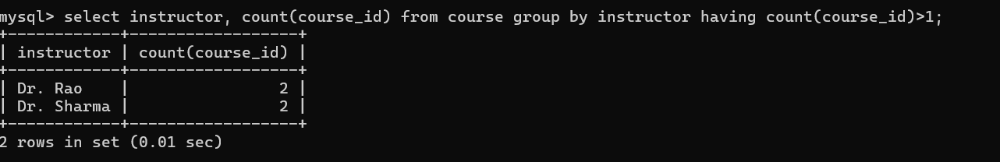 mysql> select instructor, count(course_id) from course group by instructor having count(course_id)>1;
+------------+------------------+
| instructor | count(course_id) |
+------------+------------------+
| Dr. Rao    |                2 |
| Dr. Sharma |                2 |
+------------+------------------+
2 rows in set (0.01 sec)